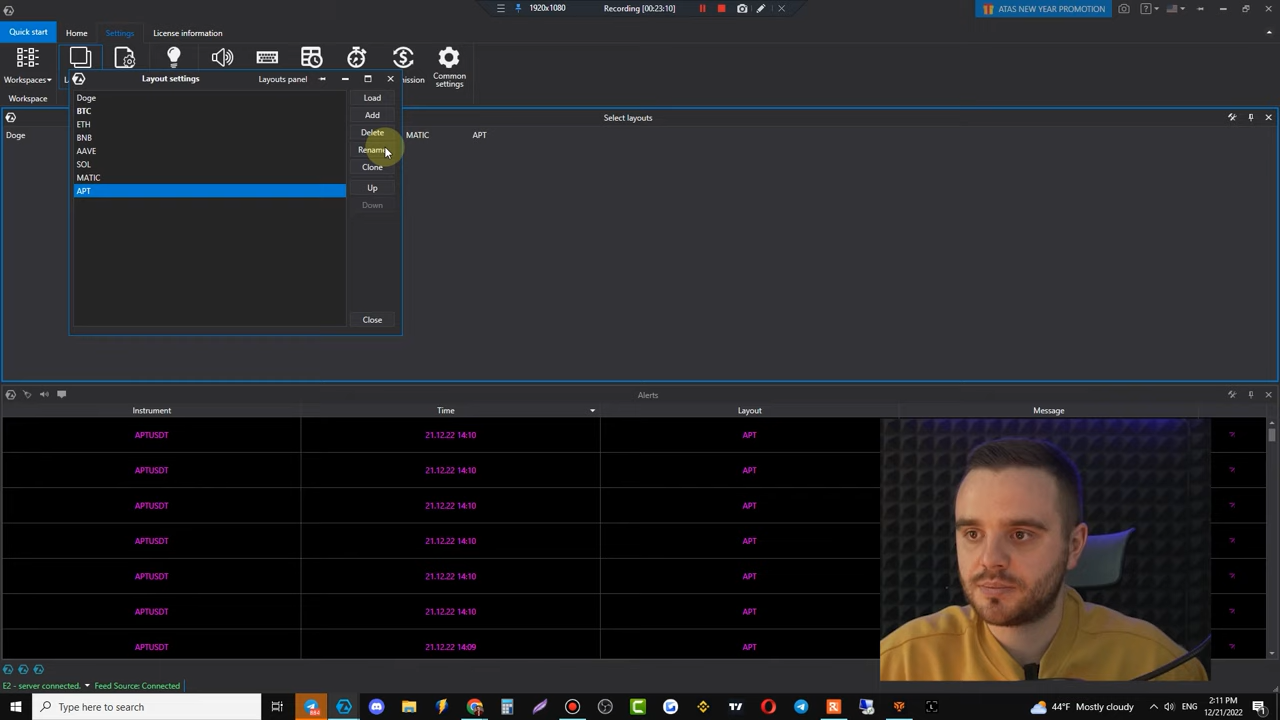 1920x1080
Recording [00:23:10]
ATAS NEW YEAR PROMOTION
Quick start
Home
Settings
License information
Workspaces
Common settings
Workspace
Layout settings
Layouts panel
Doge
BTC
ETH
BNB
AAVE
SOL
MATIC
APT
Load
Add
Delete
Rename
Clone
Up
Down
Close
Select layouts
Doge
MATIC
APT
Alerts
Instrument
Time
Layout
Message
APTUSDT
21.12.22 14:10
APT
APTUSDT
21.12.22 14:10
APT
APTUSDT
21.12.22 14:10
APT
APTUSDT
21.12.22 14:10
APT
APTUSDT
21.12.22 14:10
APT
APTUSDT
21.12.22 14:10
APT
APTUSDT
21.12.22 14:09
APT
E2 - server connected.
Feed Source: Connected
Type here to search
44°F Mostly cloudy
(ENG)
2:11 PM
12/21/2022